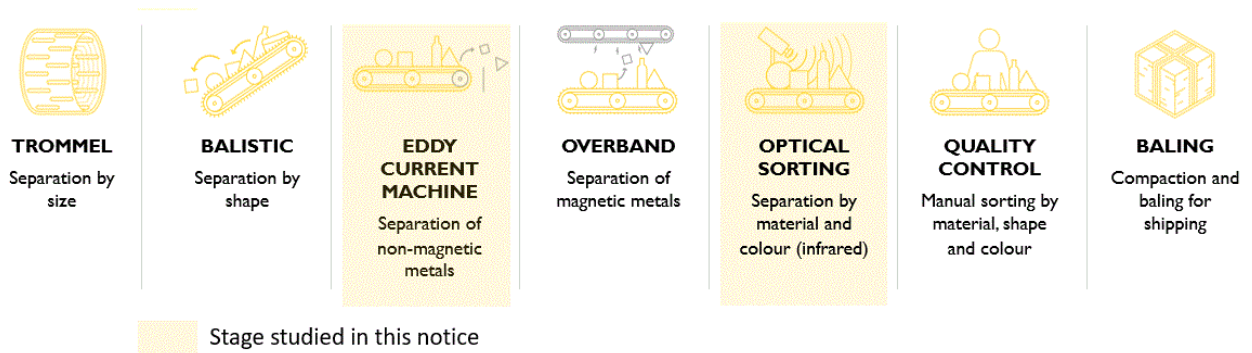 TROMMEL
Separation by
size
BALISTIC
Separation by
shape
EDDY
CURRENT
MACHINE
Separation of
non-magnetic
metals
OVERBAND
Separation of
magnetic metals
OPTICAL
SORTING
Separation by
material and
colour (infrared)
QUALITY
CONTROL
Manual sorting by
material, shape
and colour
BALING
Compaction and
baling for
shipping
Stage studied in this notice